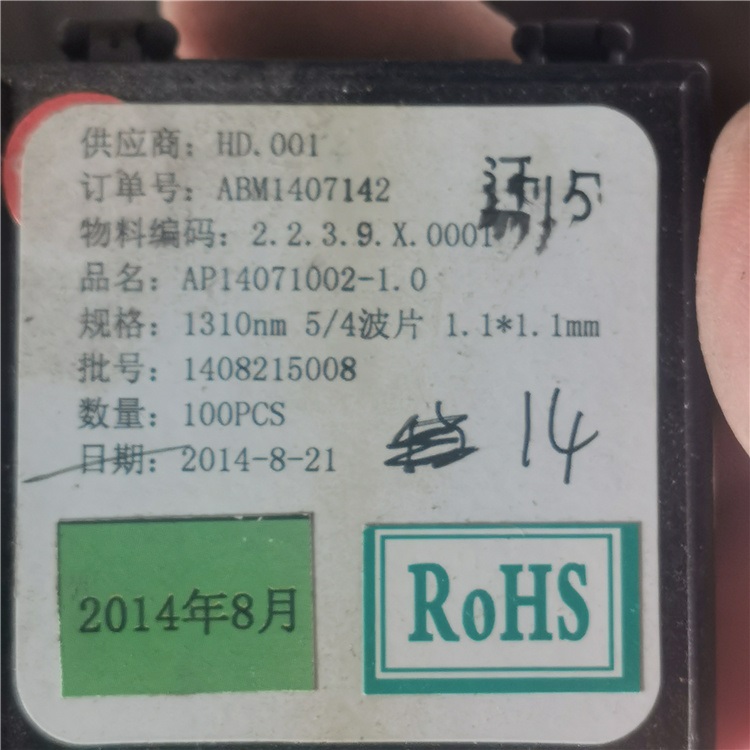 供应商：HD.001
订单号：ABM1407142
15
物料编码：2.2.3.9.X.0001
品名：AP14071002-1.0
规格：1310nm 5/4波片 1.1*1.1mm
批号：1408215008
数量：100PCS
14
日期：2014-8-21
2014年8月
RoHS